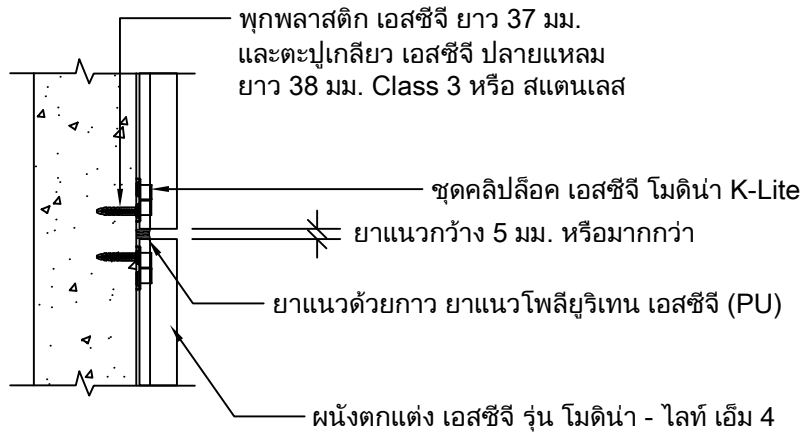 พุกพลาสติก เอสซีจี ยาว 37 มม.
และตะปูเกลียว เอสซีจี ปลายแหลม
ยาว 38 มม. Class 3 หรือ สแตนเลส
ชุดคลิปล็อค เอสซีจี โมดิน่า K-Lite
ยาแนวกว้าง 5 มม. หรือมากกว่า
ยาแนวด้วยกาว ยาแนวโพลียูริเทน เอสซีจี (PU)
ผนังตกแต่ง เอสซีจี รุ่น โมดิน่า - ไลท์ เอ็ม 4